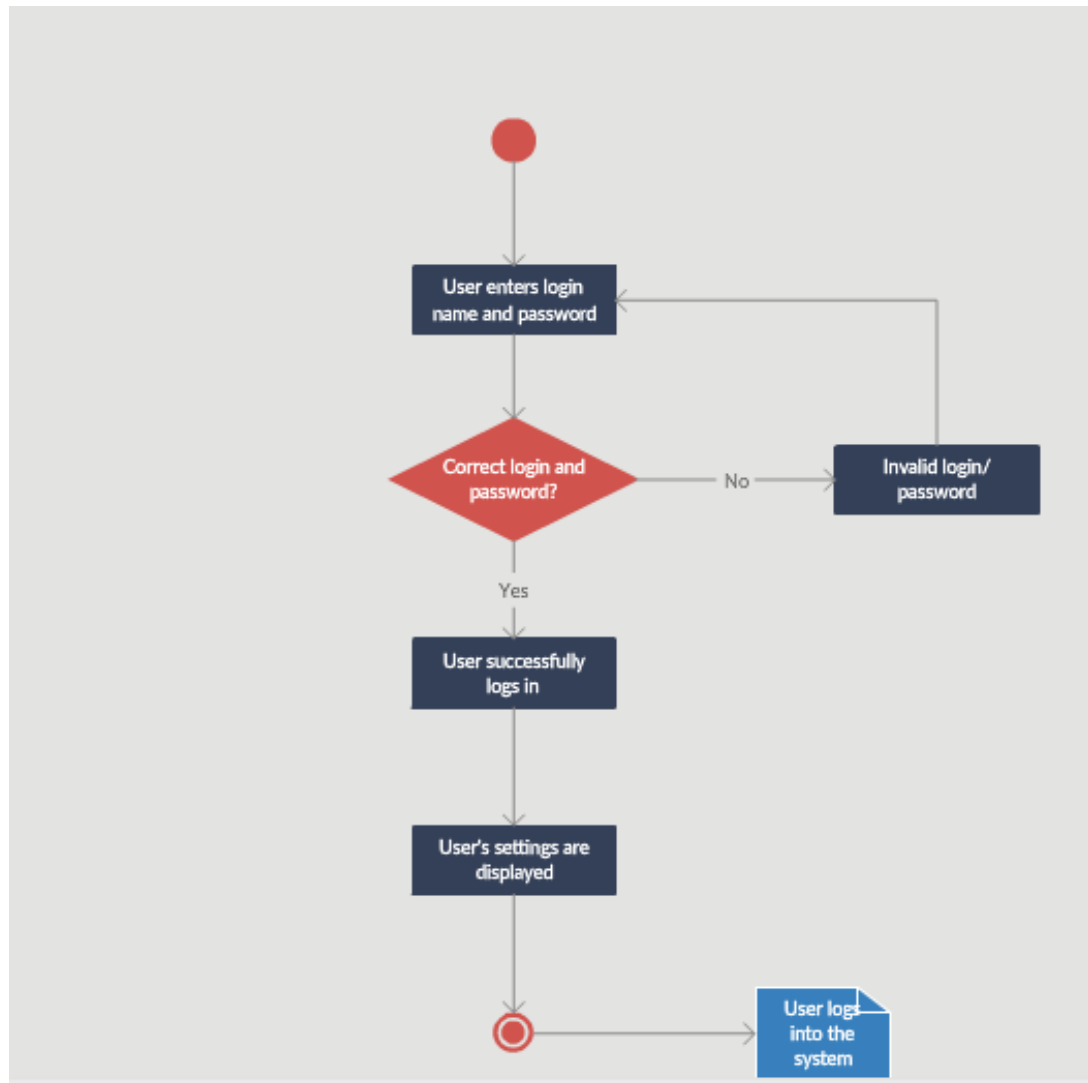 User enters login
name and password
Correct login and
password?
No
Invalid login/
password
Yes
User successfully
logs in
User's settings are
displayed
User logs
into the
system